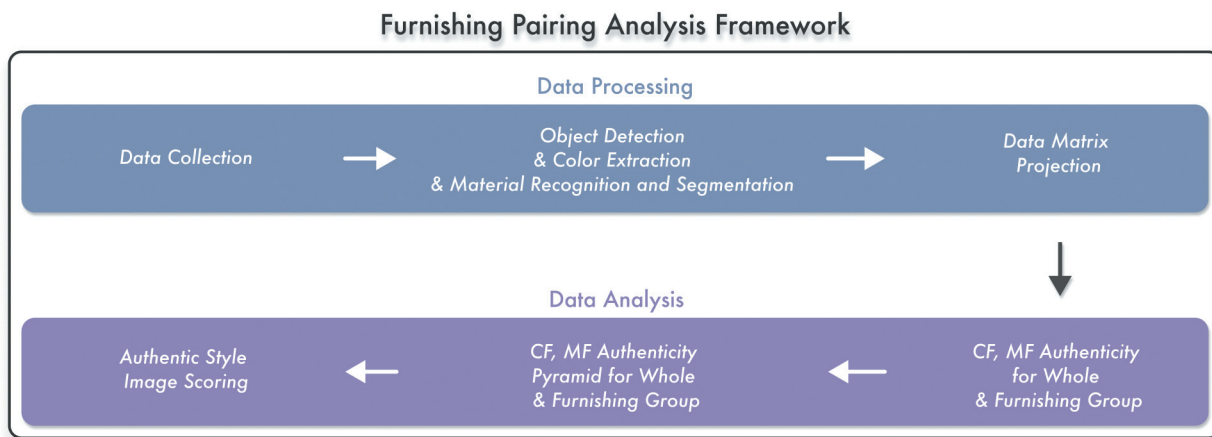 Furnishing Pairing Analysis Framework
Data Processing
Data Collection
Object Detection
& Color Extraction
& Material Recognition and Segmentation
Data Matrix
Projection
Data Analysis
Authentic Style
Image Scoring
CF, MF Authenticity
Pyramid for Whole
& Furnishing Group
CF, MF Authenticity
for Whole
& Furnishing Group